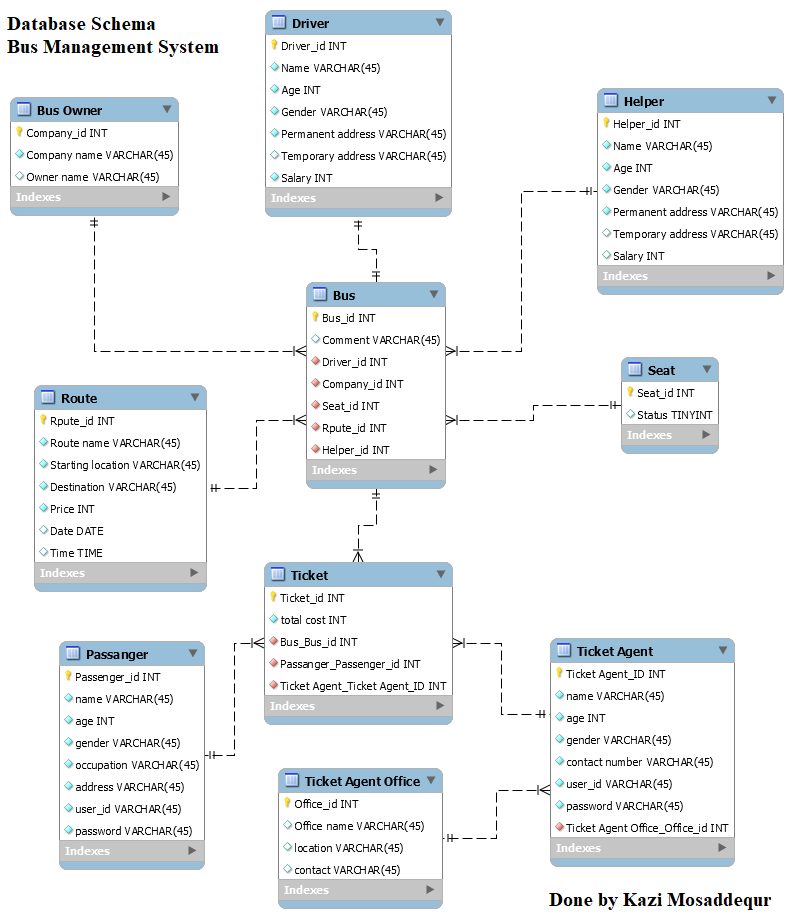 Database Schema
Bus Management System
Driver
Driver_id INT
Name VARCHAR(45)
Age INT
Gender VARCHAR(45)
Permanent address VARCHAR(45)
Temporary address VARCHAR(45)
Salary INT
Indexes
Bus Owner
Company_id INT
Company name VARCHAR(45)
Owner name VARCHAR(45)
Indexes
Helper
Helper_id INT
Name VARCHAR(45)
Age INT
Gender VARCHAR(45)
Permanent address VARCHAR(45)
Temporary address VARCHAR(45)
Salary INT
Indexes
Bus
Bus_id INT
Comment VARCHAR(45)
Driver_id INT
Company_id INT
Seat_id INT
Rpute_id INT
Helper_id INT
Indexes
Seat
Seat_id INT
Status TINYINT
Indexes
Route
Rpute_id INT
Route name VARCHAR(45)
Starting location VARCHAR(45)
Destination VARCHAR(45)
Price INT
Date DATE
Time TIME
Indexes
Ticket
Ticket_id INT
total cost INT
Bus_Bus_id INT
Passanger_Passenger_id INT
Ticket Agent_Ticket Agent_ID INT
Indexes
Passanger
Passenger_id INT
name VARCHAR(45)
age INT
gender VARCHAR(45)
occupation VARCHAR(45)
address VARCHAR(45)
user_id VARCHAR(45)
password VARCHAR(45)
Indexes
Ticket Agent
Ticket Agent_ID INT
name VARCHAR(45)
age INT
gender VARCHAR(45)
contact number VARCHAR(45)
user_id VARCHAR(45)
password VARCHAR(45)
Ticket Agent Office_Office_id INT
Indexes
Ticket Agent Office
Office_id INT
Office name VARCHAR(45)
location VARCHAR(45)
contact VARCHAR(45)
Indexes
Done by Kazi Mosaddequr